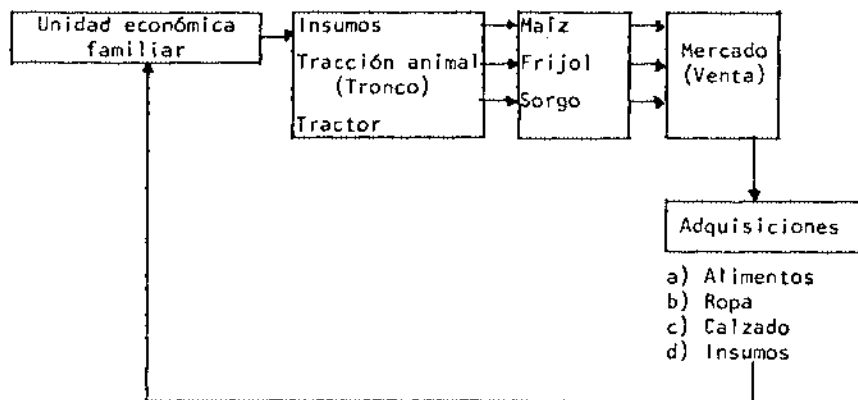 Unidad económica
familiar
Insumos
Tracción animal
(Tronco)
Tractor
Maíz
Frijol
Sorgo
Mercado
(Venta)
Adquisiciones
a) Alimentos
b) Ropa
c) Calzado
d) Insumos